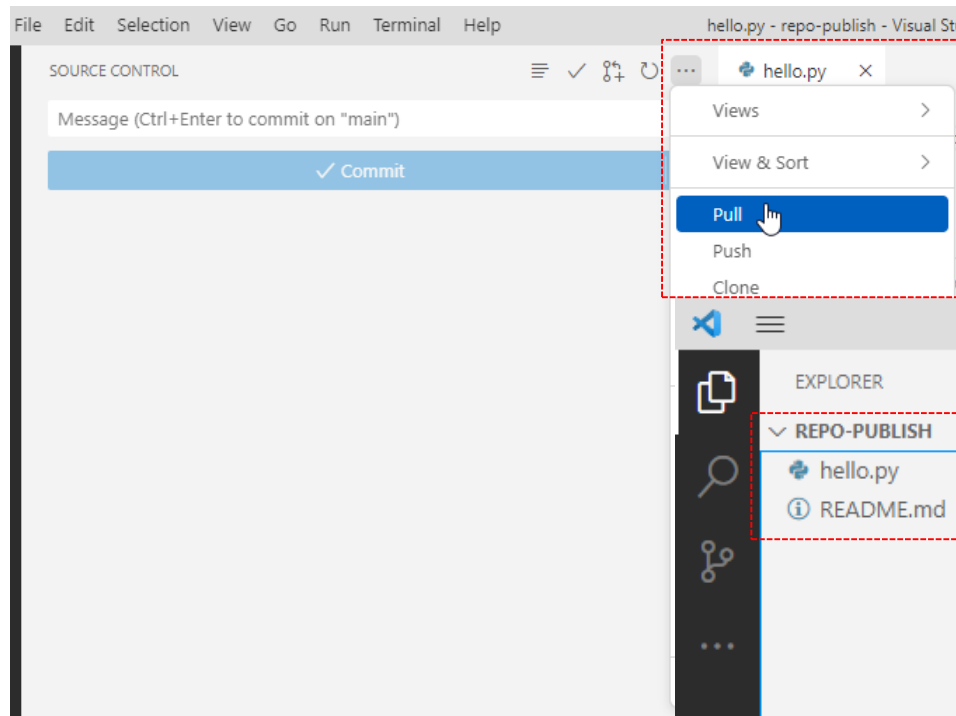 File Edit Selection View Go Run Terminal Help
hello.py - repo-publish - Visual St
SOURCE CONTROL
hello.py
Message (Ctrl+Enter to commit on "main")
Commit
Views
View & Sort
Pull
Push
Clone
EXPLORER
REPO-PUBLISH
hello.py
README.md